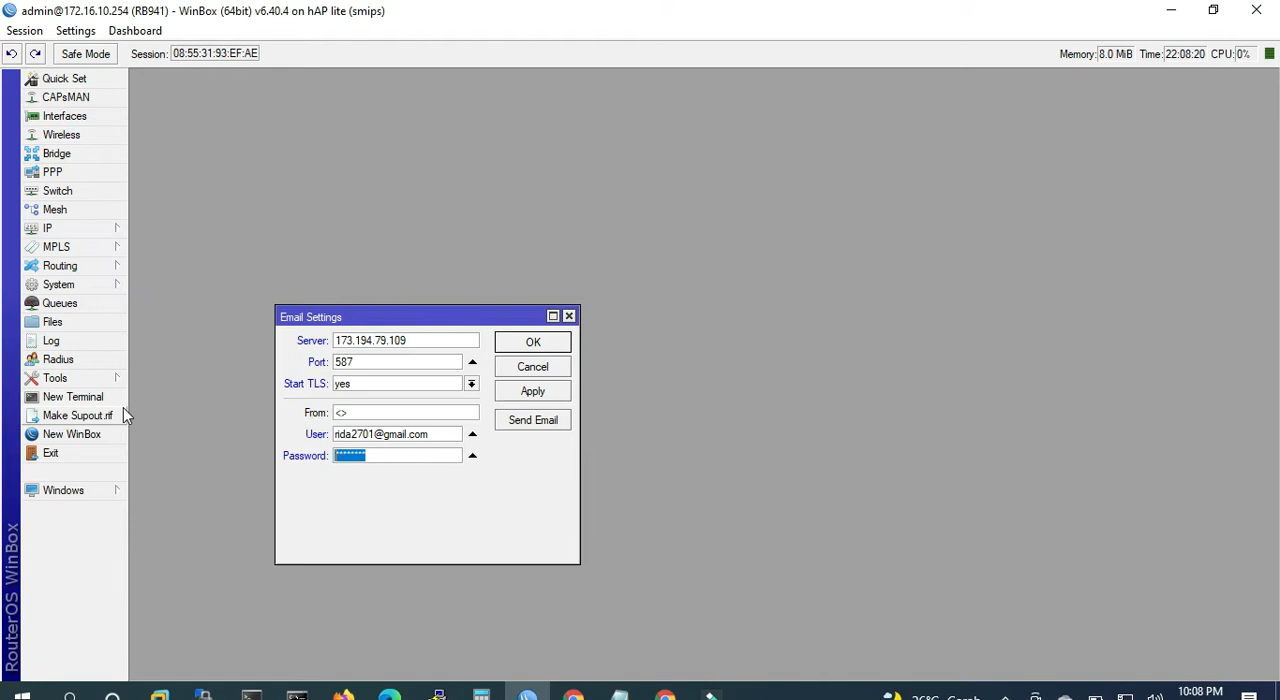 admin@172.16.10.254 (RB941) - WinBox (64bit) v6.40.4 on hAP lite (smips)
Session Settings Dashboard
Safe Mode Session: 08:55:31:93:EF:AE Memory: 8.0 MiB Time: 22:08:20 CPU: 0%
Quick Set
CAPsMAN
Interfaces
Wireless
Bridge
PPP
Switch
Mesh
IP
MPLS
Routing
System
Queues
Files
Log
Radius
Tools
New Terminal
Make Supout.rif
New WinBox
Exit
Windows
RouterOS WinBox
Email Settings
Server: 173.194.79.109 OK
Port: 587 Cancel
Start TLS: yes Apply
From: <> Send Email
User: rida2701@gmail.com
Password: ********
10:08 PM